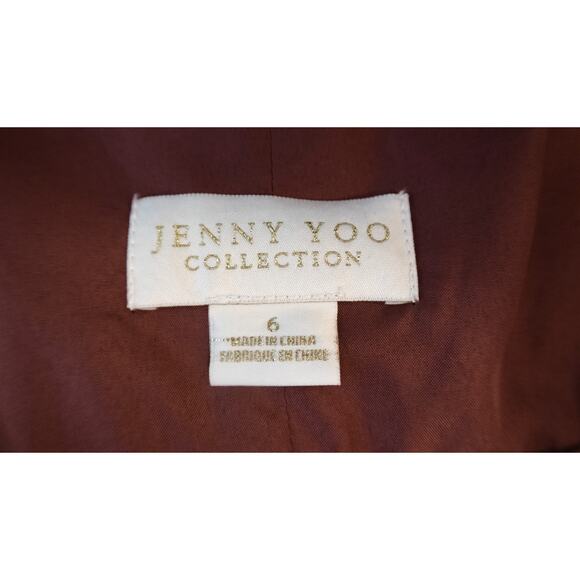 JENNY YOO
COLLECTION
6
MADE IN CHINA
FABRIQUE EN CHINE